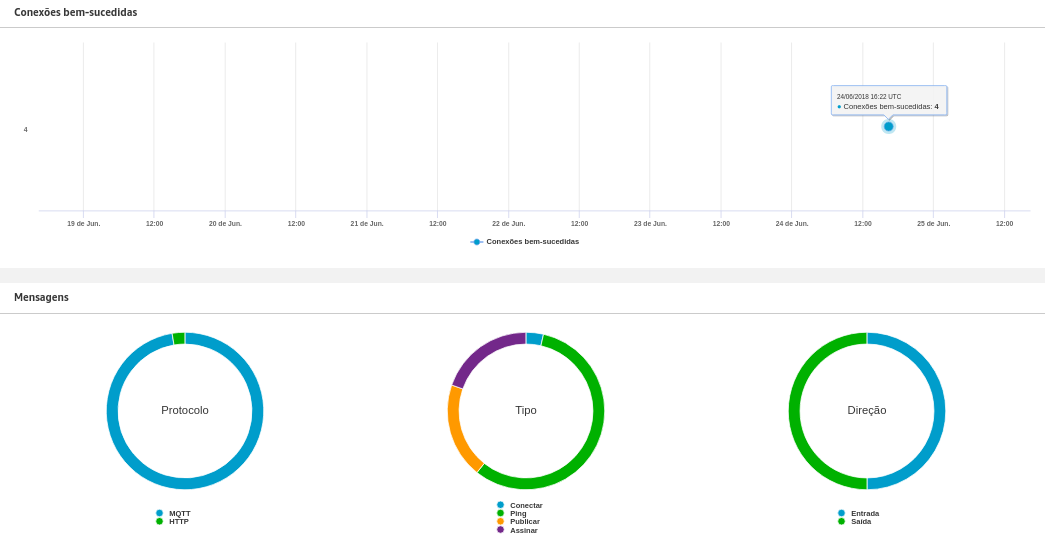 Conexões bem-sucedidas
24/06/2018 16:22 UTC
● Conexões bem-sucedidas: 4
4
19 de Jun. 12:00 20 de Jun. 12:00 21 de Jun. 12:00 22 de Jun. 12:00 23 de Jun. 12:00 24 de Jun. 12:00 25 de Jun. 12:00
Conexões bem-sucedidas
Mensagens
Protocolo
MQTT
HTTP
Tipo
Conectar
Ping
Publicar
Assinar
Direção
Entrada
Saída